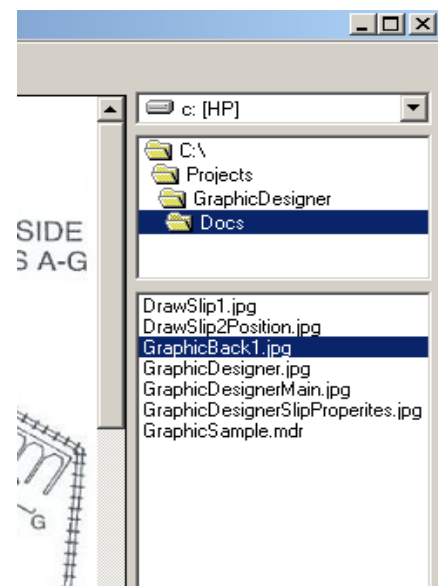 c: [HP]
C:\
Projects
GraphicDesigner
Docs
SIDE
S A-G
DrawSlip1.jpg
DrawSlip2Position.jpg
GraphicBack1.jpg
GraphicDesigner.jpg
GraphicDesignerMain.jpg
GraphicDesignerSlipProperites.jpg
GraphicSample.mdr
G